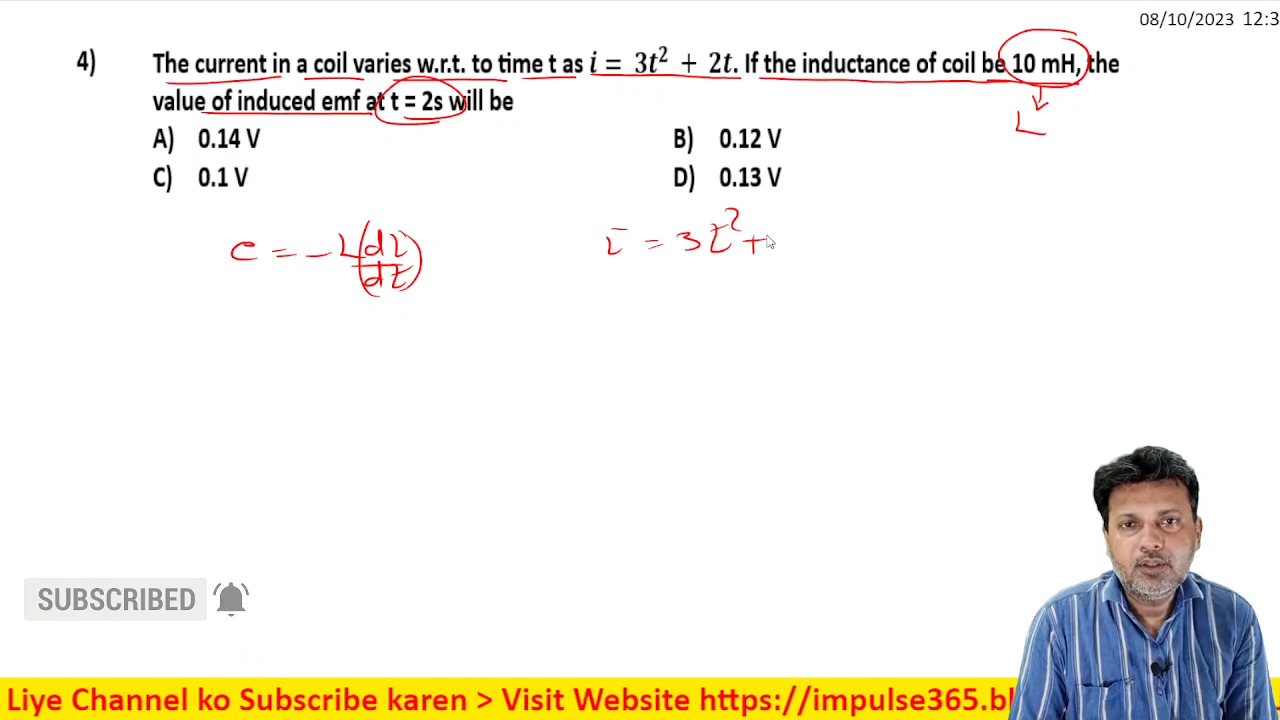 08/10/2023 12:3
4) The current in a coil varies w.r.t. to time t as i = 3t² + 2t. If the inductance of coil be 10 mH, the
value of induced emf at t = 2s will be
L
A) 0.14 V B) 0.12 V
C) 0.1 V D) 0.13 V
e = -L(di/dt) i = 3t² +
SUBSCRIBED
Liye Channel ko Subscribe karen > Visit Website https://impulse365.bl